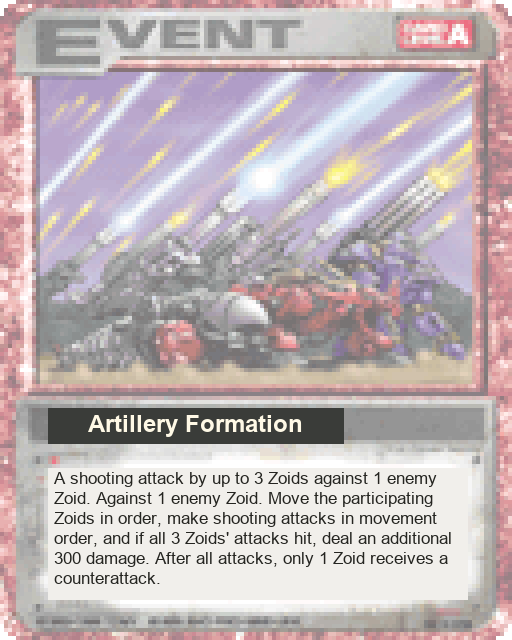 EVENT
A
Artillery Formation
A shooting attack by up to 3 Zoids against 1 enemy
Zoid. Against 1 enemy Zoid. Move the participating
Zoids in order, make shooting attacks in movement
order, and if all 3 Zoids' attacks hit, deal an additional
300 damage. After all attacks, only 1 Zoid receives a
counterattack.